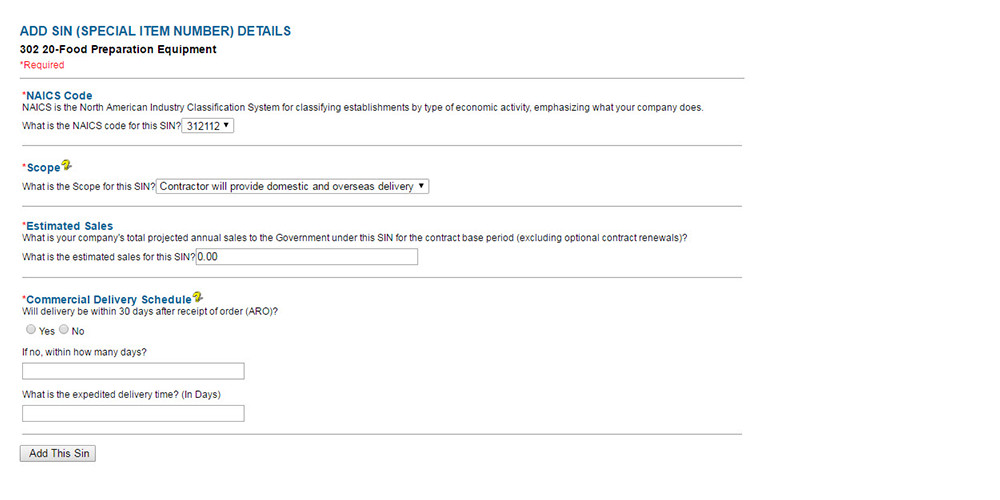 ADD SIN (SPECIAL ITEM NUMBER) DETAILS
302 20-Food Preparation Equipment
*Required
*NAICS Code
NAICS is the North American Industry Classification System for classifying establishments by type of economic activity, emphasizing what your company does.
What is the NAICS code for this SIN? 312112
*Scope
What is the Scope for this SIN? Contractor will provide domestic and overseas delivery
*Estimated Sales
What is your company's total projected annual sales to the Government under this SIN for the contract base period (excluding optional contract renewals)?
What is the estimated sales for this SIN? 0.00
*Commercial Delivery Schedule
Will delivery be within 30 days after receipt of order (ARO)?
Yes No
If no, within how many days?
What is the expedited delivery time? (In Days)
Add This Sin